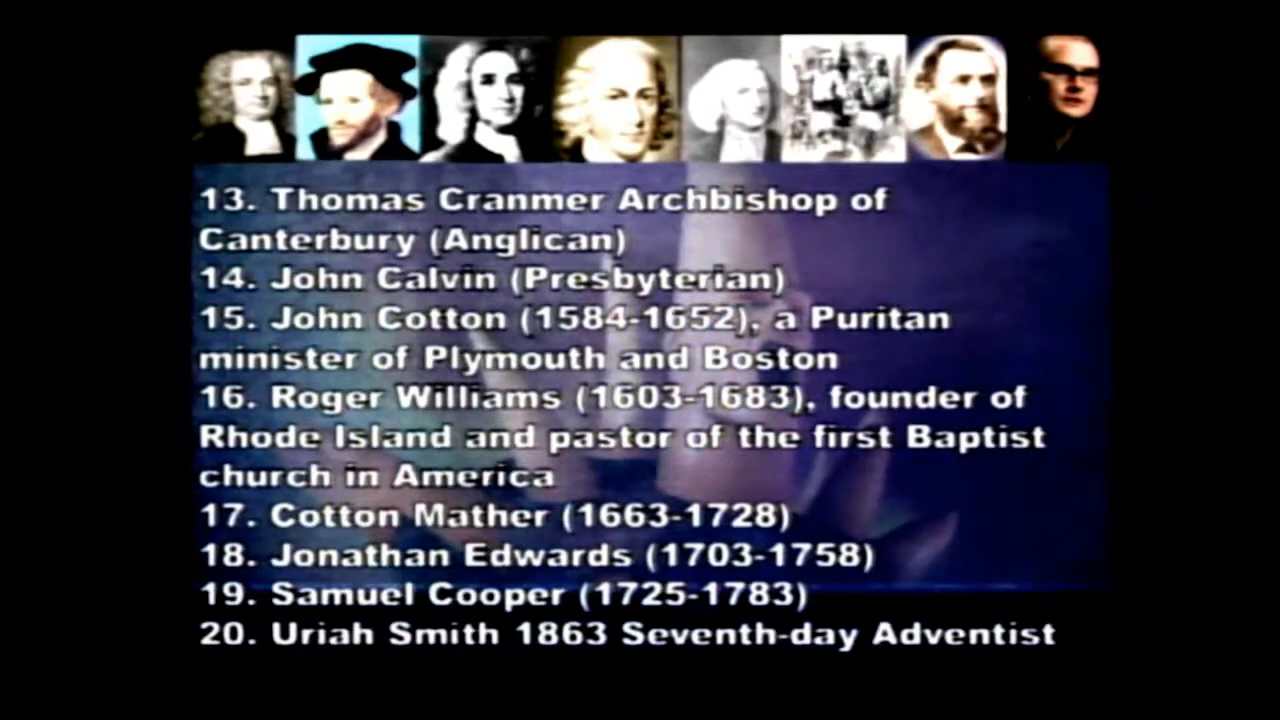 13. Thomas Cranmer Archbishop of
Canterbury (Anglican)
14. John Calvin (Presbyterian)
15. John Cotton (1584-1652), a Puritan
minister of Plymouth and Boston
16. Roger Williams (1603-1683), founder of
Rhode Island and pastor of the first Baptist
church in America
17. Cotton Mather (1663-1728)
18. Jonathan Edwards (1703-1758)
19. Samuel Cooper (1725-1783)
20. Uriah Smith 1863 Seventh-day Adventist